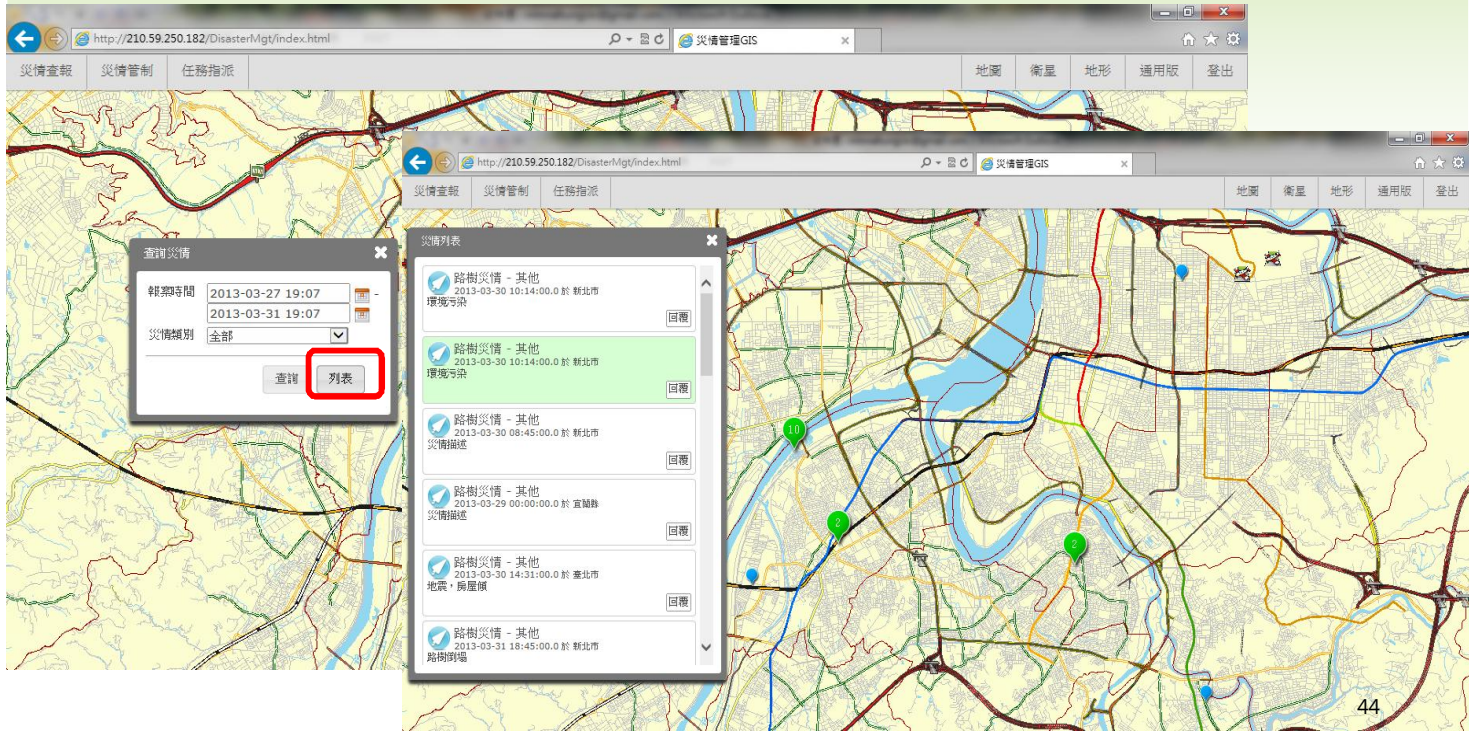 http://210.59.250.182/DisasterMgt/index.html
災情管理GIS
災情查報 災情管制 任務指派
地圖 衛星 地形 通用版 登出
查詢災情
報案時間 2013-03-27 19:07 -
2013-03-31 19:07
災情類別 全部
查詢 列表
http://210.59.250.182/DisasterMgt/index.html
災情管理GIS
災情查報 災情管制 任務指派
地圖 衛星 地形 通用版 登出
災情列表
路樹災情 - 其他
2013-03-30 10:14:00.0 於 新北市
環境污染
回覆
路樹災情 - 其他
2013-03-30 10:14:00.0 於 新北市
環境污染
回覆
路樹災情 - 其他
2013-03-30 08:45:00.0 於 新北市
災情描述
回覆
路樹災情 - 其他
2013-03-29 00:00:00.0 於 宜蘭縣
災情描述
回覆
路樹災情 - 其他
2013-03-30 14:31:00.0 於 臺北市
地震，房屋傾
回覆
路樹災情 - 其他
2013-03-31 18:45:00.0 於 新北市
路樹倒塌
10
2
2
44